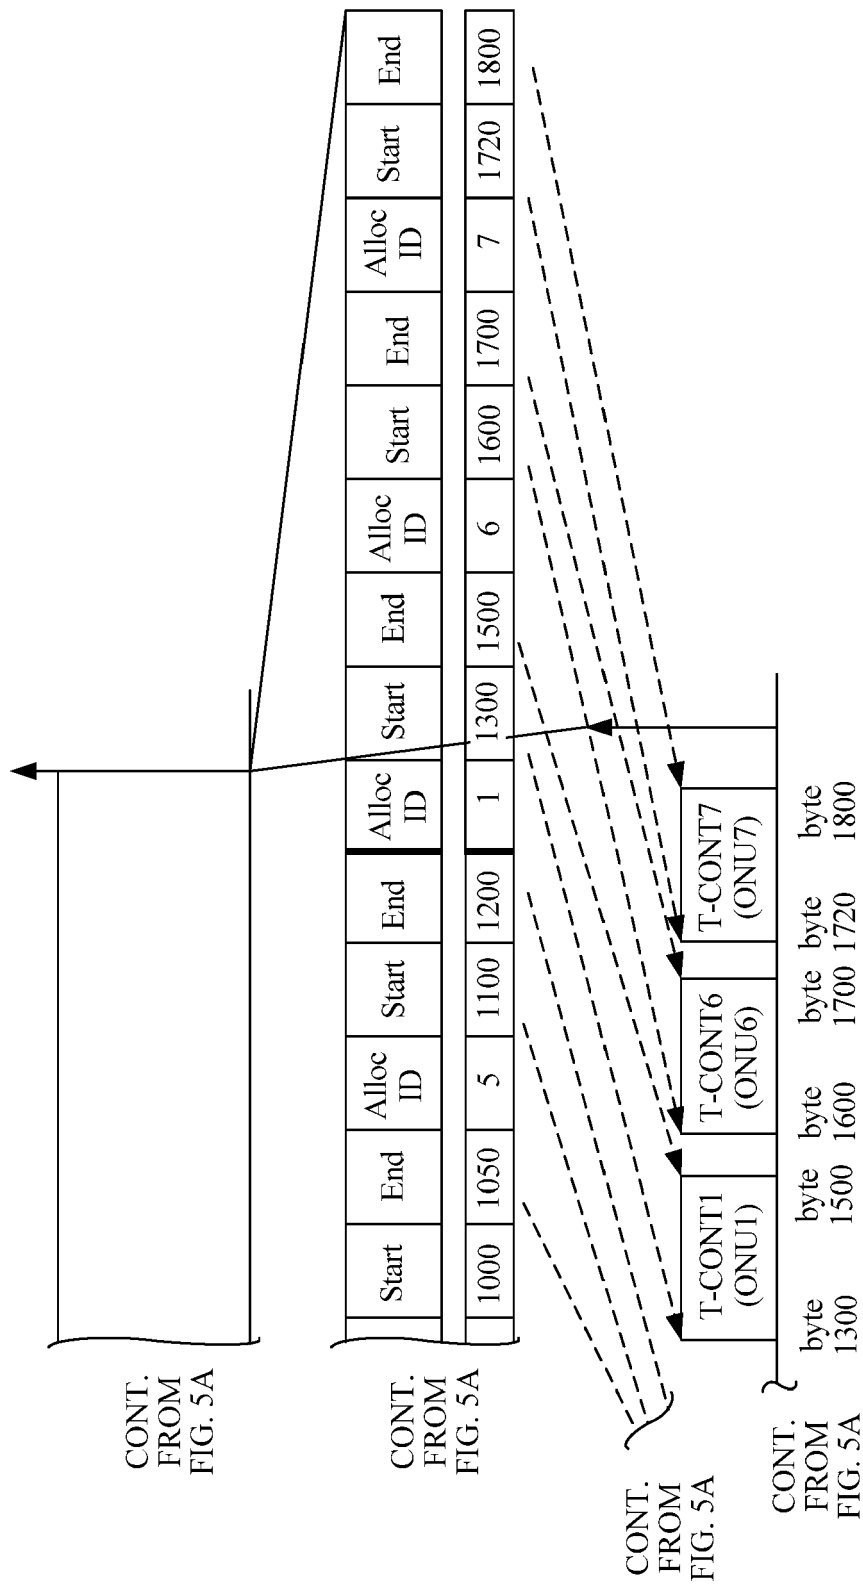 CONT.
FROM
FIG. 5A
CONT.
FROM
FIG. 5A
Start
End
Alloc
ID
Start
End
Alloc
ID
Start
End
Alloc
ID
Start
End
Alloc
ID
Start
End
1000
1050
5
1100
1200
1
1300
1500
6
1600
1700
7
1720
1800
CONT.
FROM
FIG. 5A
T-CONT1
(ONU1)
T-CONT6
(ONU6)
T-CONT7
(ONU7)
CONT.
FROM
FIG. 5A
byte
1300
byte
1500
byte
1600
byte
1700
byte
1720
byte
1800